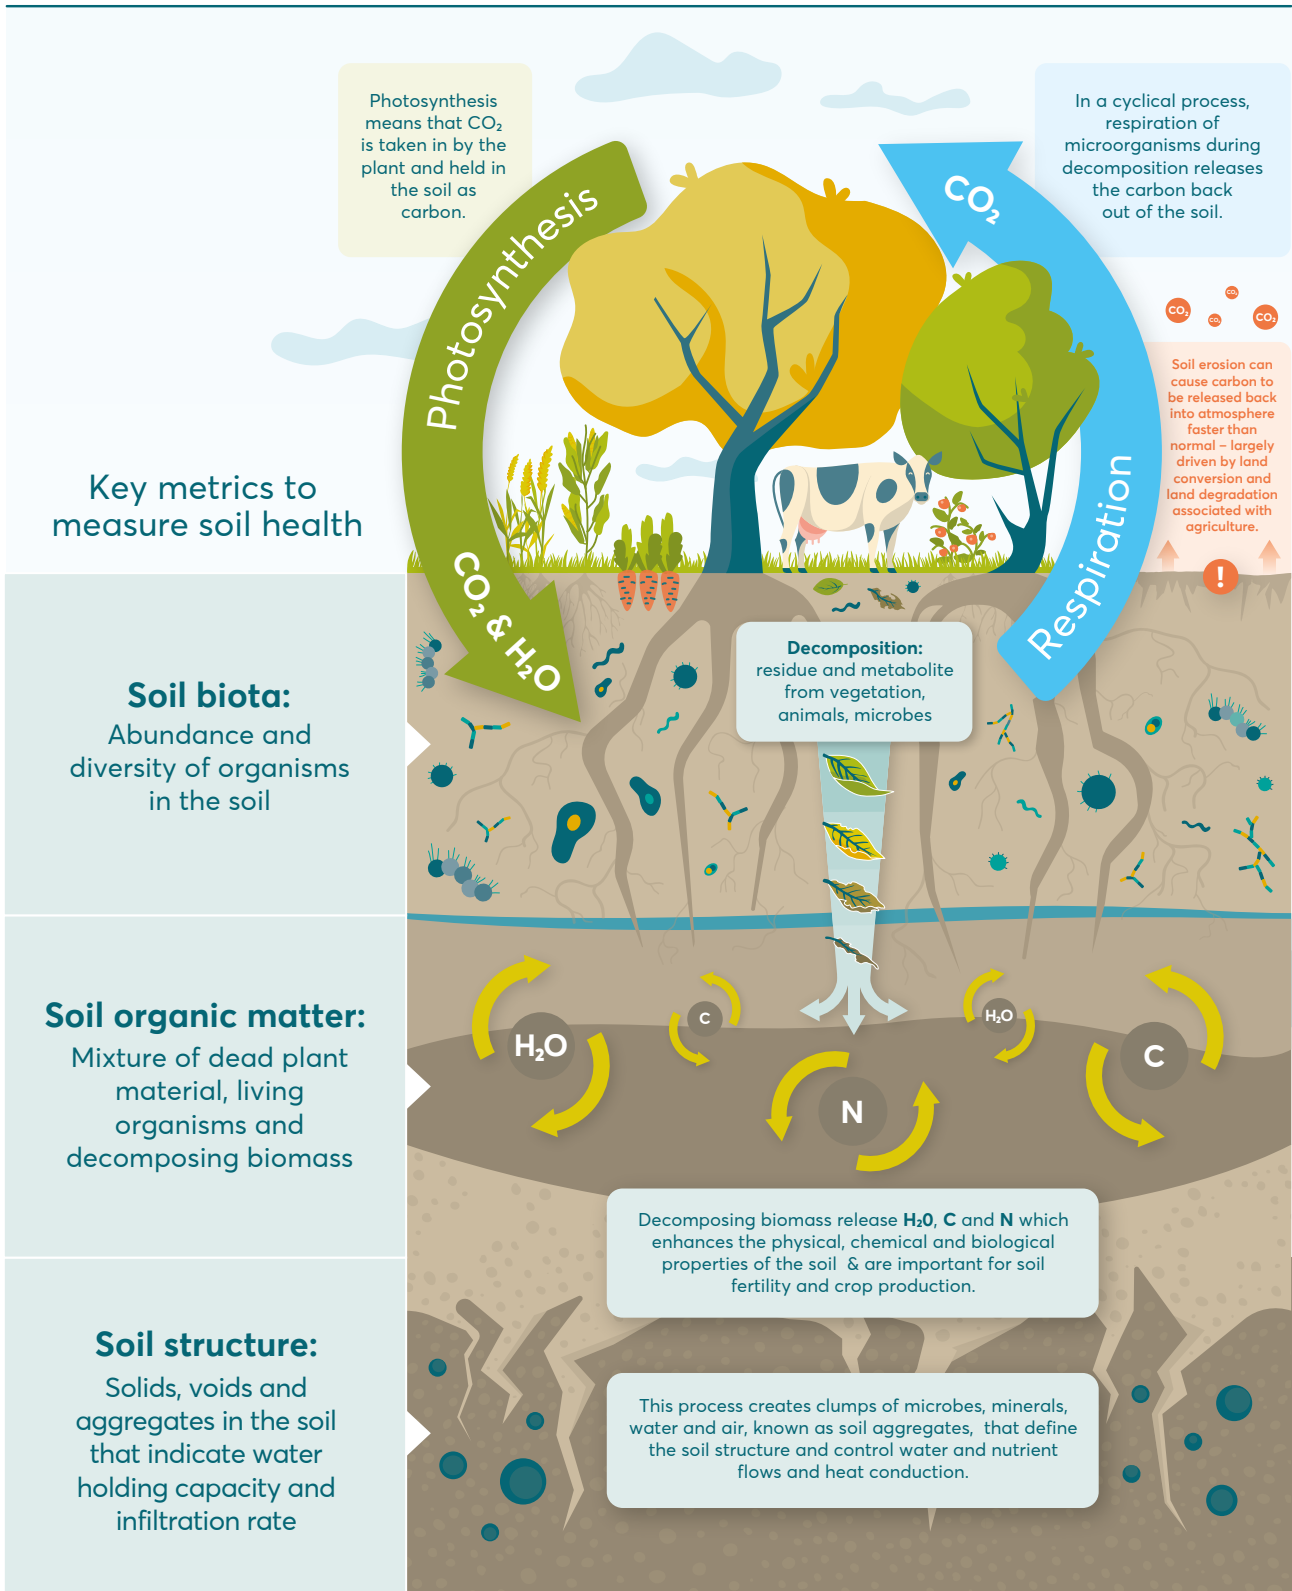 Photosynthesis
means that CO₂
is taken in by the
plant and held in
the soil as
carbon.
In a cyclical process,
respiration of
microorganisms during
decomposition releases
the carbon back
out of the soil.
Photosynthesis
CO₂ & H₂O
CO₂
Respiration
CO₂
CO₂
CO₂
CO₂
Soil erosion can
cause carbon to
be released back
into atmosphere
faster than
normal – largely
driven by land
conversion and
land degradation
associated with
agriculture.
!
Key metrics to
measure soil health
Decomposition:
residue and metabolite
from vegetation,
animals, microbes
Soil biota:
Abundance and
diversity of organisms
in the soil
Soil organic matter:
Mixture of dead plant
material, living
organisms and
decomposing biomass
H₂O
C
N
H₂O
C
Decomposing biomass release H₂0, C and N which
enhances the physical, chemical and biological
properties of the soil & are important for soil
fertility and crop production.
Soil structure:
Solids, voids and
aggregates in the soil
that indicate water
holding capacity and
infiltration rate
This process creates clumps of microbes, minerals,
water and air, known as soil aggregates, that define
the soil structure and control water and nutrient
flows and heat conduction.